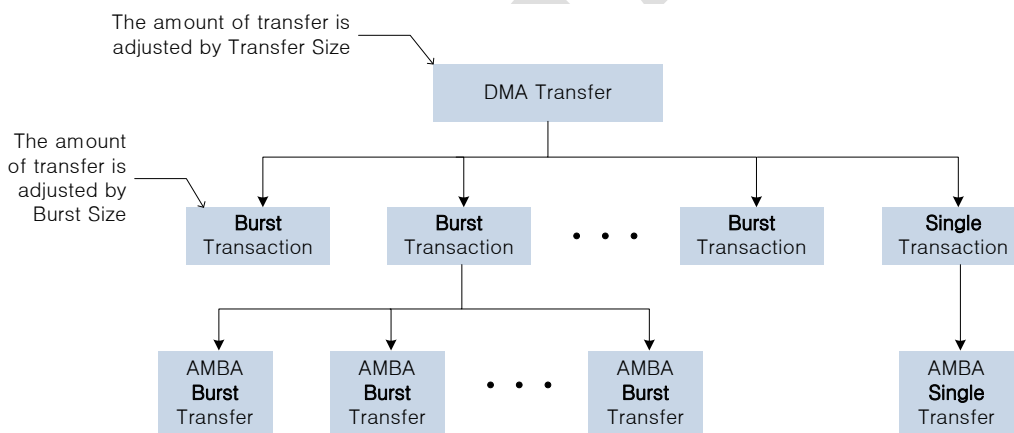 The amount of transfer is
adjusted by Transfer Size
DMA Transfer
The amount
of transfer is
adjusted by
Burst Size
Burst
Transaction
Burst
Transaction
• • •
Burst
Transaction
Single
Transaction
AMBA
Burst
Transfer
AMBA
Burst
Transfer
• • •
AMBA
Burst
Transfer
AMBA
Single
Transfer